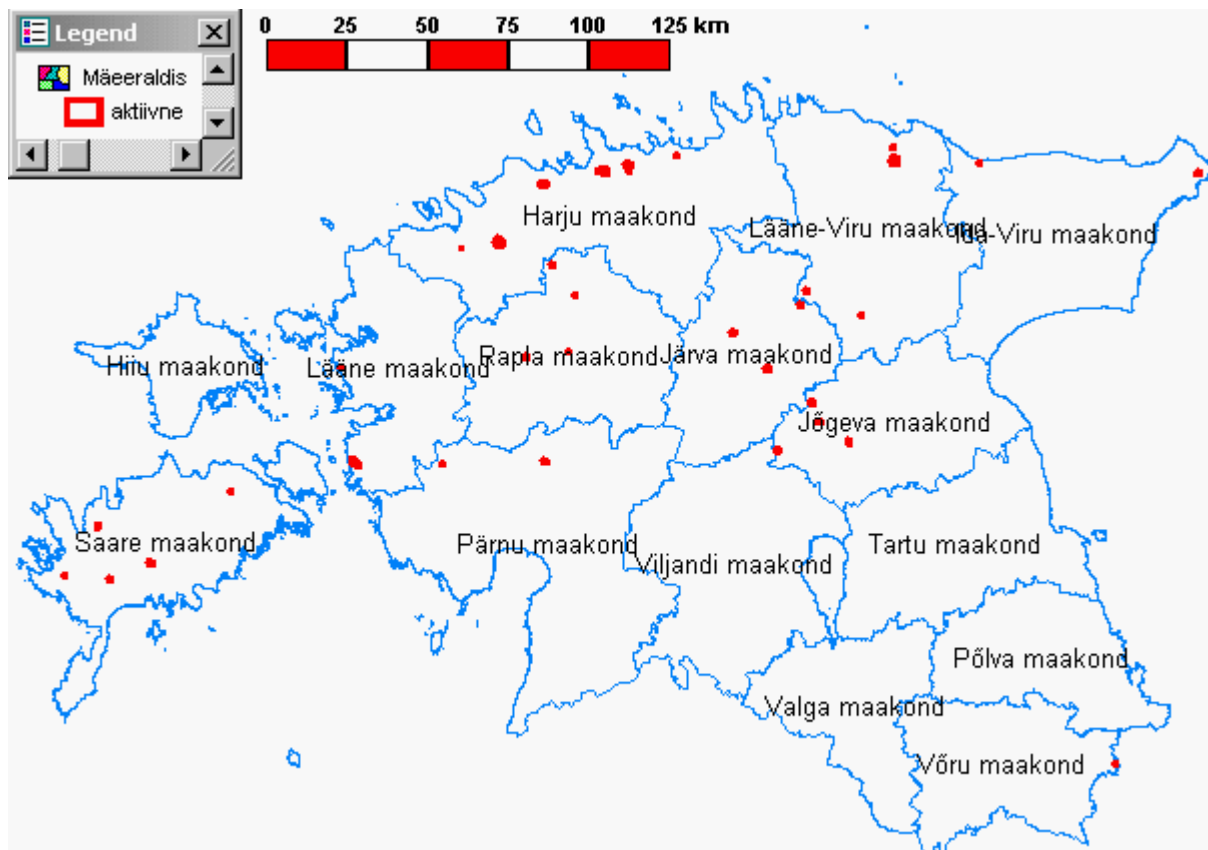 Legend
Mäeeraldis
aktiivne
0 25 50 75 100 125 km
Harju maakond
Lääne-Viru maakond
Ida-Viru maakond
Hiiu maakond
Lääne maakond
Rapla maakond
Järva maakond
Jõgeva maakond
Saare maakond
Pärnu maakond
Viljandi maakond
Tartu maakond
Põlva maakond
Valga maakond
Võru maakond